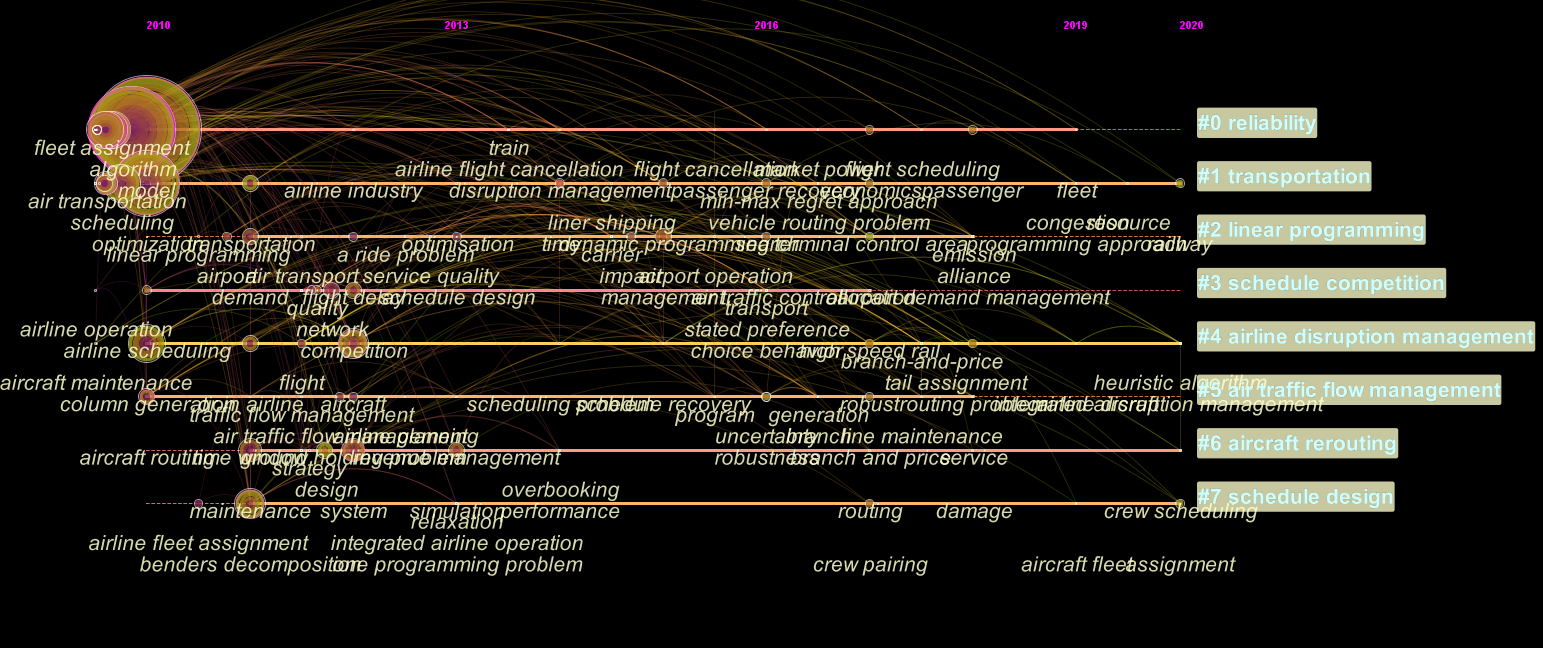 2010 2013 2016 2019 2020
#0 reliability
fleet assignment train
algorithm airline flight cancellation flight cancellation market power flight scheduling
#1 transportation
model airline industry disruption management passenger recovery economics passenger fleet
air transportation min-max regret approach
scheduling liner shipping vehicle routing problem congestion resource
#2 linear programming
optimization transportation optimisation time dynamic programming search terminal control area programming approach railway
linear programming a ride problem carrier emission
airport air transport service quality impact airport operation alliance
#3 schedule competition
demand flight delay schedule design management air traffic control airport demand management
quality transport
airline operation network stated preference
#4 airline disruption management
airline scheduling competition choice behavior high speed rail
branch-and-price
aircraft maintenance flight tail assignment heuristic algorithm
#5 air traffic flow management
column generation airline aircraft scheduling problem schedule recovery robust routing problem integrated airline disruption management
traffic flow management program generation
air traffic flow management airline planning uncertainty branch line maintenance
#6 aircraft rerouting
aircraft routing time window ground holding problem revenue management robustness branch and price service
strategy
design overbooking
#7 schedule design
maintenance system simulation performance routing damage crew scheduling
relaxation
airline fleet assignment integrated airline operation
benders decomposition programming problem crew pairing aircraft fleet assignment